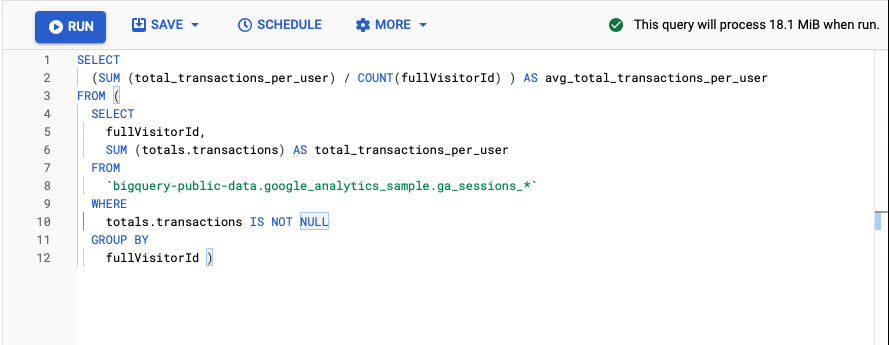 RUN SAVE SCHEDULE MORE This query will process 18.1 MiB when run.
1 SELECT
2 (SUM (total_transactions_per_user) / COUNT(fullVisitorId) ) AS avg_total_transactions_per_user
3 FROM (
4 SELECT
5 fullVisitorId,
6 SUM (totals.transactions) AS total_transactions_per_user
7 FROM
8 `bigquery-public-data.google_analytics_sample.ga_sessions_*`
9 WHERE
10 totals.transactions IS NOT NULL
11 GROUP BY
12 fullVisitorId )